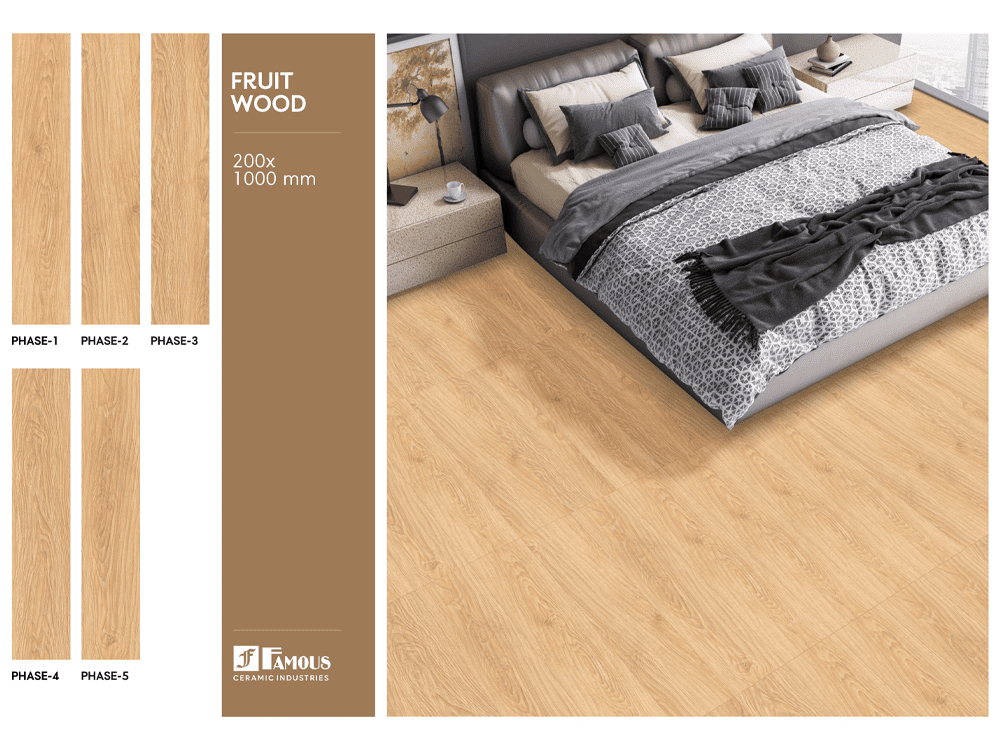 FRUIT
WOOD
200x
1000 mm
PHASE-1
PHASE-2
PHASE-3
PHASE-4
PHASE-5
F FAMOUS
CERAMIC INDUSTRIES